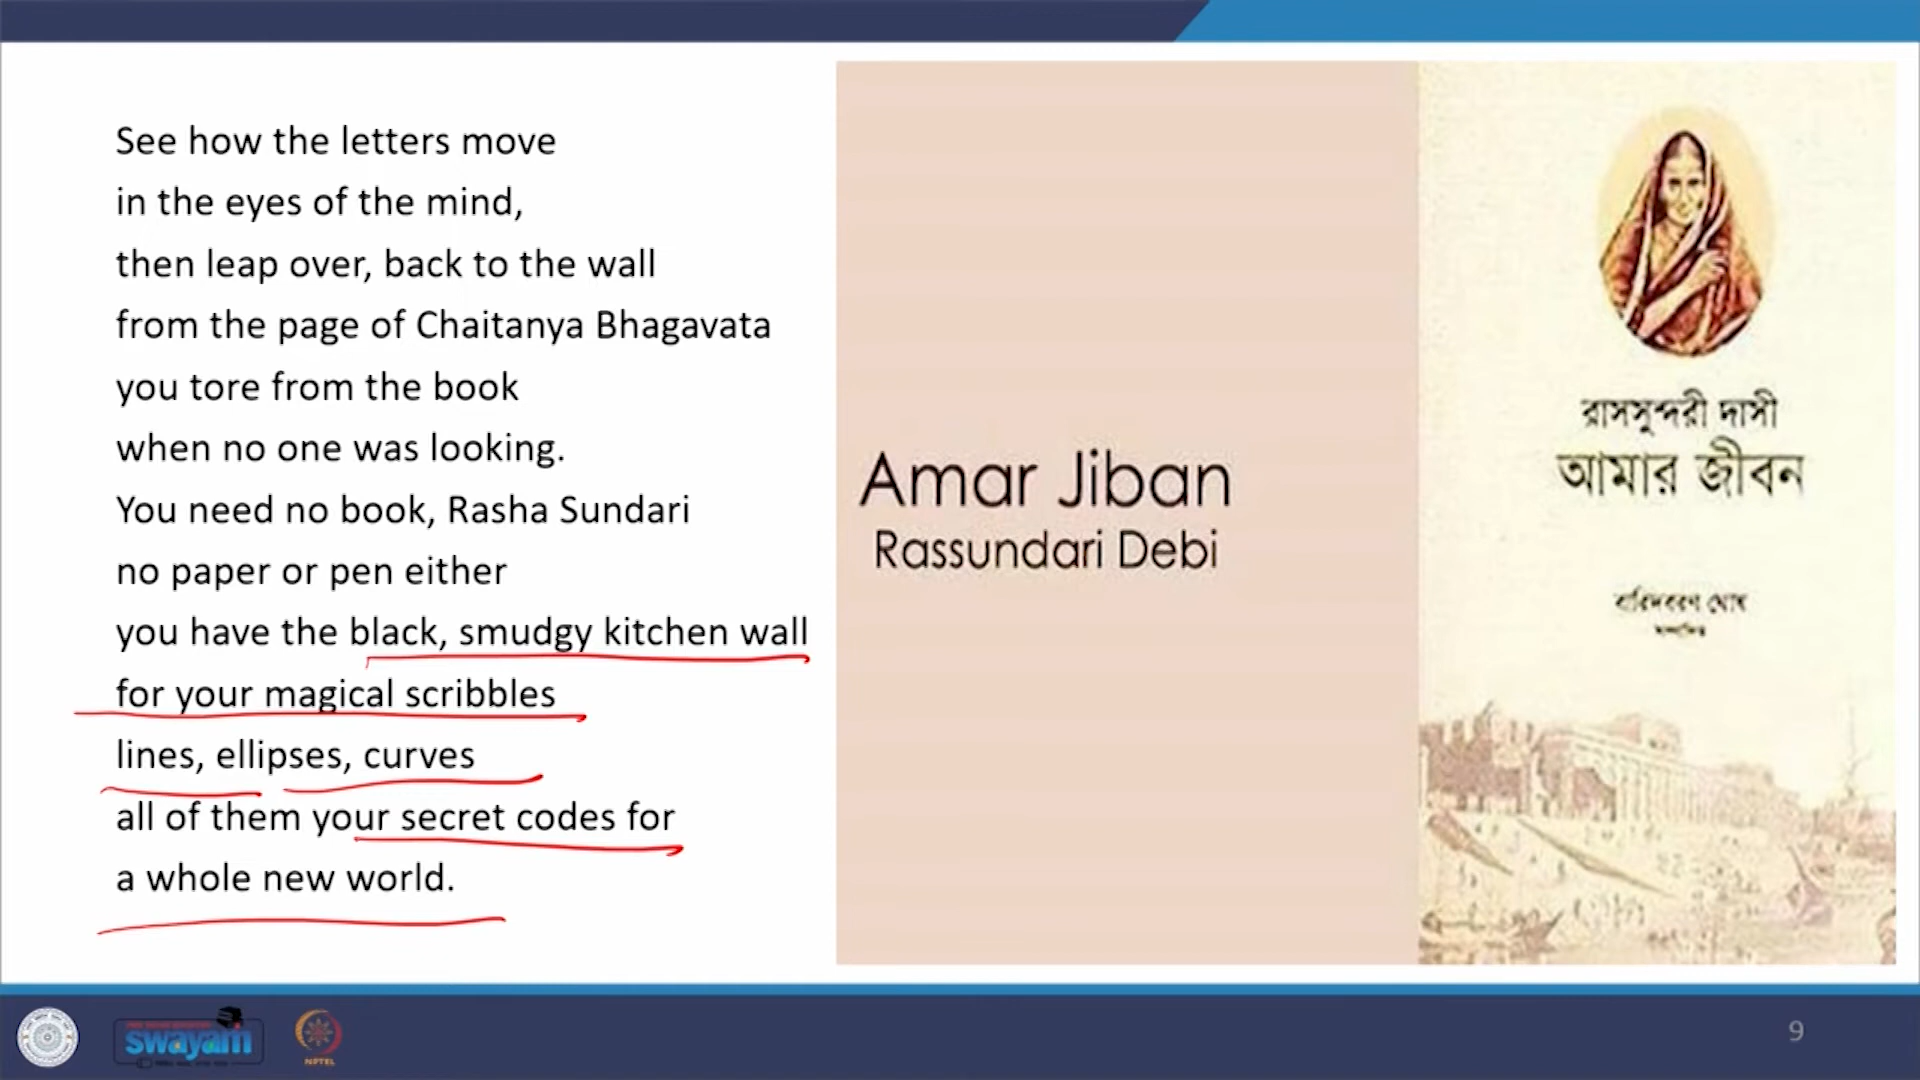 See how the letters move
in the eyes of the mind,
then leap over, back to the wall
from the page of Chaitanya Bhagavata
you tore from the book
when no one was looking.
You need no book, Rasha Sundari
no paper or pen either
you have the black, smudgy kitchen wall
for your magical scribbles
lines, ellipses, curves
all of them your secret codes for
a whole new world.
Amar Jiban
Rassundari Debi
রাসসুন্দরী দাসী
আমার জীবন
বারিদবরণ ঘোষ
swayam
NPTEL
9